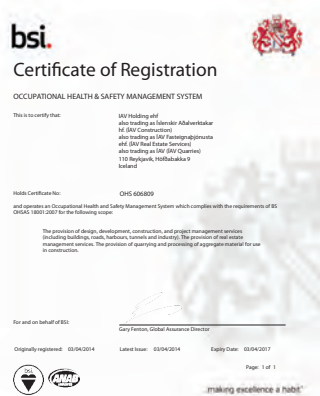 bsi.
Certificate of Registration
OCCUPATIONAL HEALTH & SAFETY MANAGEMENT SYSTEM
This is to certify that:
IAV Holding ehf
also trading as Íslenskir Aðalverktakar
hf. (IAV Construction)
also trading as IAV Fasteignaþjónusta
ehf. (IAV Real Estate Services)
also trading as IAV (IAV Quarries)
110 Reykjavik, Höfðabakka 9
Iceland
Holds Certificate No:
OHS 606809
and operates an Occupational Health and Safety Management System which complies with the requirements of BS
OHSAS 18001:2007 for the following scope:
The provision of design, development, construction, and project management services
(including buildings, roads, harbours, tunnels and industry). The provision of real estate
management services. The provision of quarrying and processing of aggregate material for use
in construction.
For and on behalf of BSI:
Gary Fenton, Global Assurance Director
Originally registered: 03/04/2014
Latest Issue: 03/04/2014
Expiry Date: 03/04/2017
Page: 1 of 1
ANAB
...making excellence a habit.